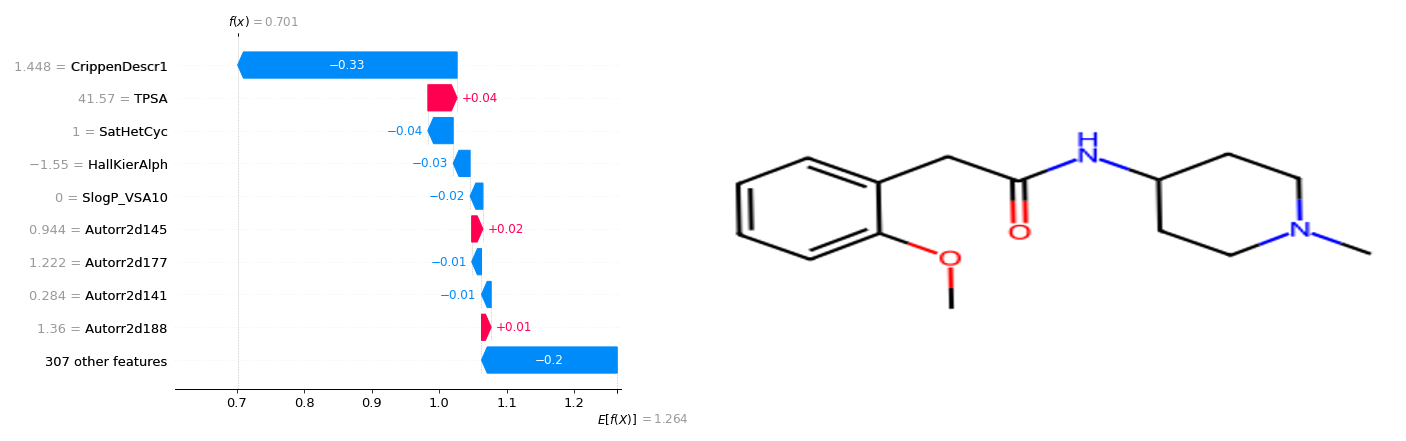 f(x) = 0.701
1.448 = CrippenDescr1
−0.33
41.57 = TPSA
+0.04
1 = SatHetCyc
−0.04
−1.55 = HallKierAlph
−0.03
0 = SlogP_VSA10
−0.02
0.944 = Autorr2d145
+0.02
1.222 = Autorr2d177
−0.01
0.284 = Autorr2d141
−0.01
1.36 = Autorr2d188
+0.01
307 other features
−0.2
0.7 0.8 0.9 1.0 1.1 1.2
E[f(X)] = 1.264
H
N
O
O
N